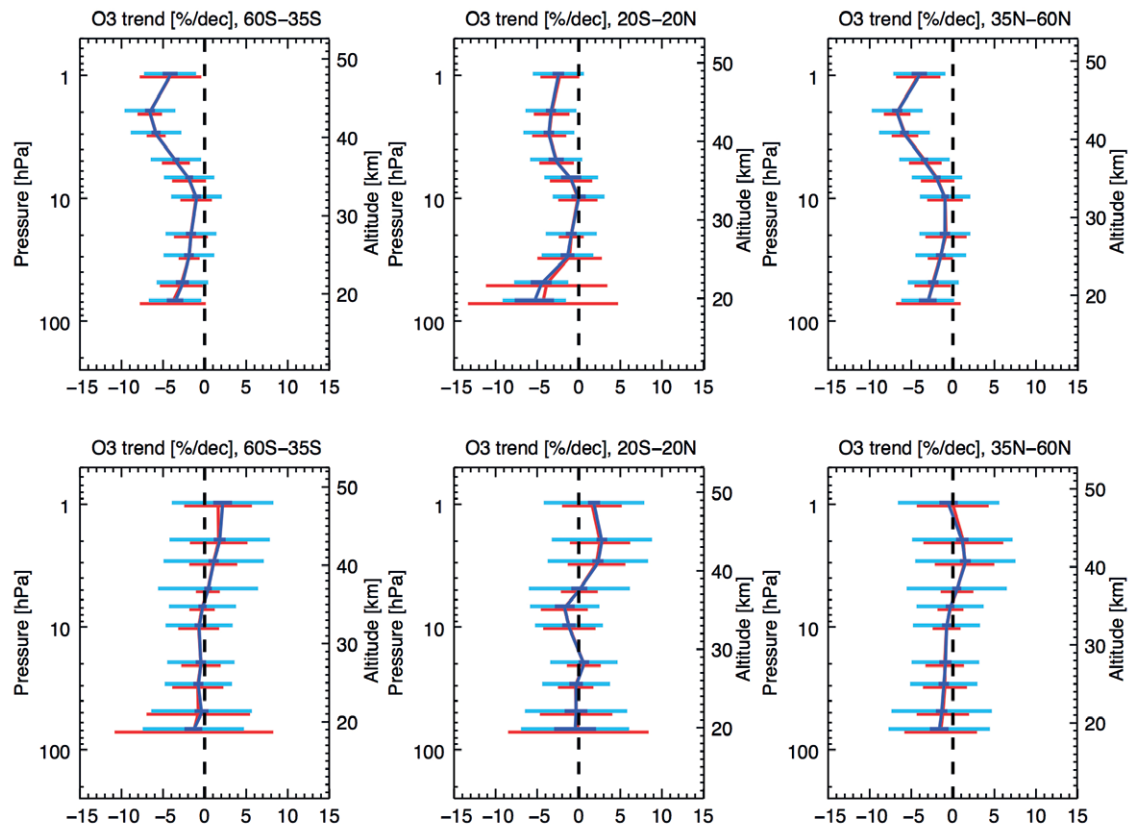 O3 trend [%/dec], 60S−35S
O3 trend [%/dec], 20S−20N
O3 trend [%/dec], 35N−60N
Pressure [hPa]
1
10
100
50
40
30
20
Altitude [km]
Pressure [hPa]
1
10
100
50
40
30
20
Altitude [km]
Pressure [hPa]
1
10
100
50
40
30
20
Altitude [km]
−15 −10 −5 0 5 10 15
−15 −10 −5 0 5 10 15
−15 −10 −5 0 5 10 15
O3 trend [%/dec], 60S−35S
O3 trend [%/dec], 20S−20N
O3 trend [%/dec], 35N−60N
Pressure [hPa]
1
10
100
50
40
30
20
Altitude [km]
Pressure [hPa]
1
10
100
50
40
30
20
Altitude [km]
Pressure [hPa]
1
10
100
50
40
30
20
Altitude [km]
−15 −10 −5 0 5 10 15
−15 −10 −5 0 5 10 15
−15 −10 −5 0 5 10 15